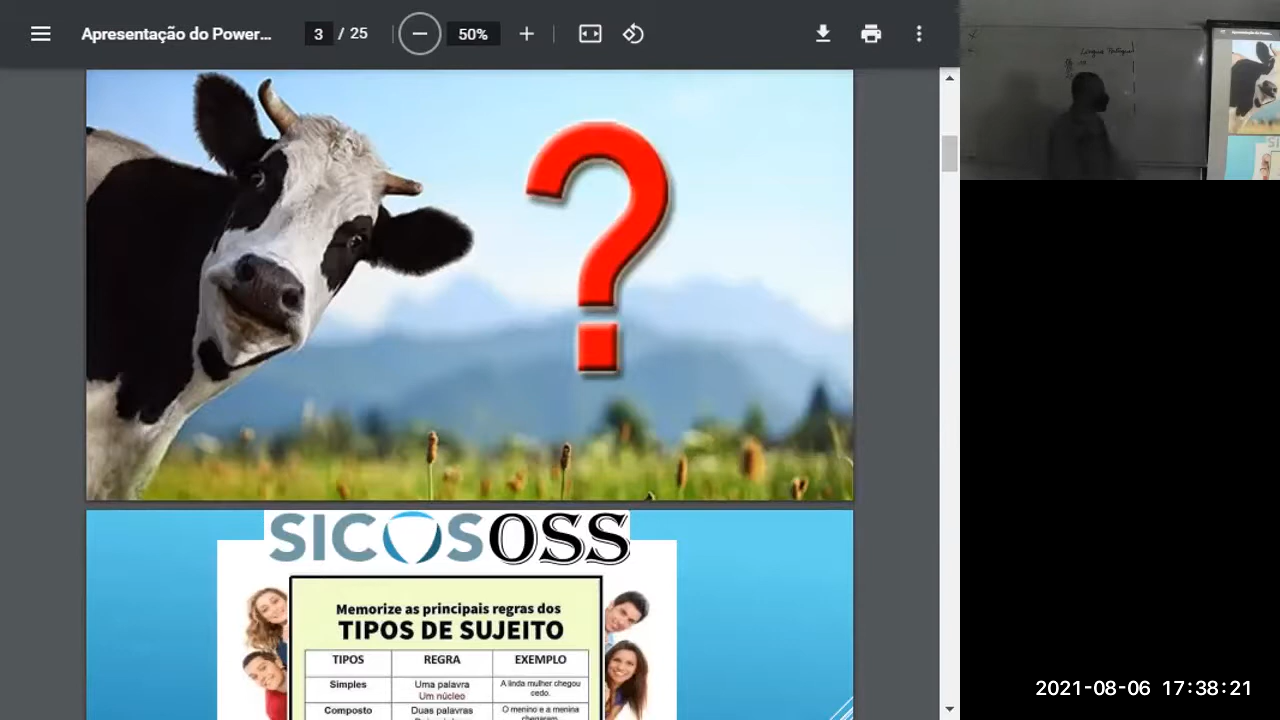 Apresentação do Power...
3 / 25
50%
?
SICOSOSS
Memorize as principais regras dos
TIPOS DE SUJEITO
TIPOS REGRA EXEMPLO
Simples Uma palavra A linda mulher chegou
Um núcleo cedo.
Composto Duas palavras O menino e a menina
chegaram
2021-08-06 17:38:21